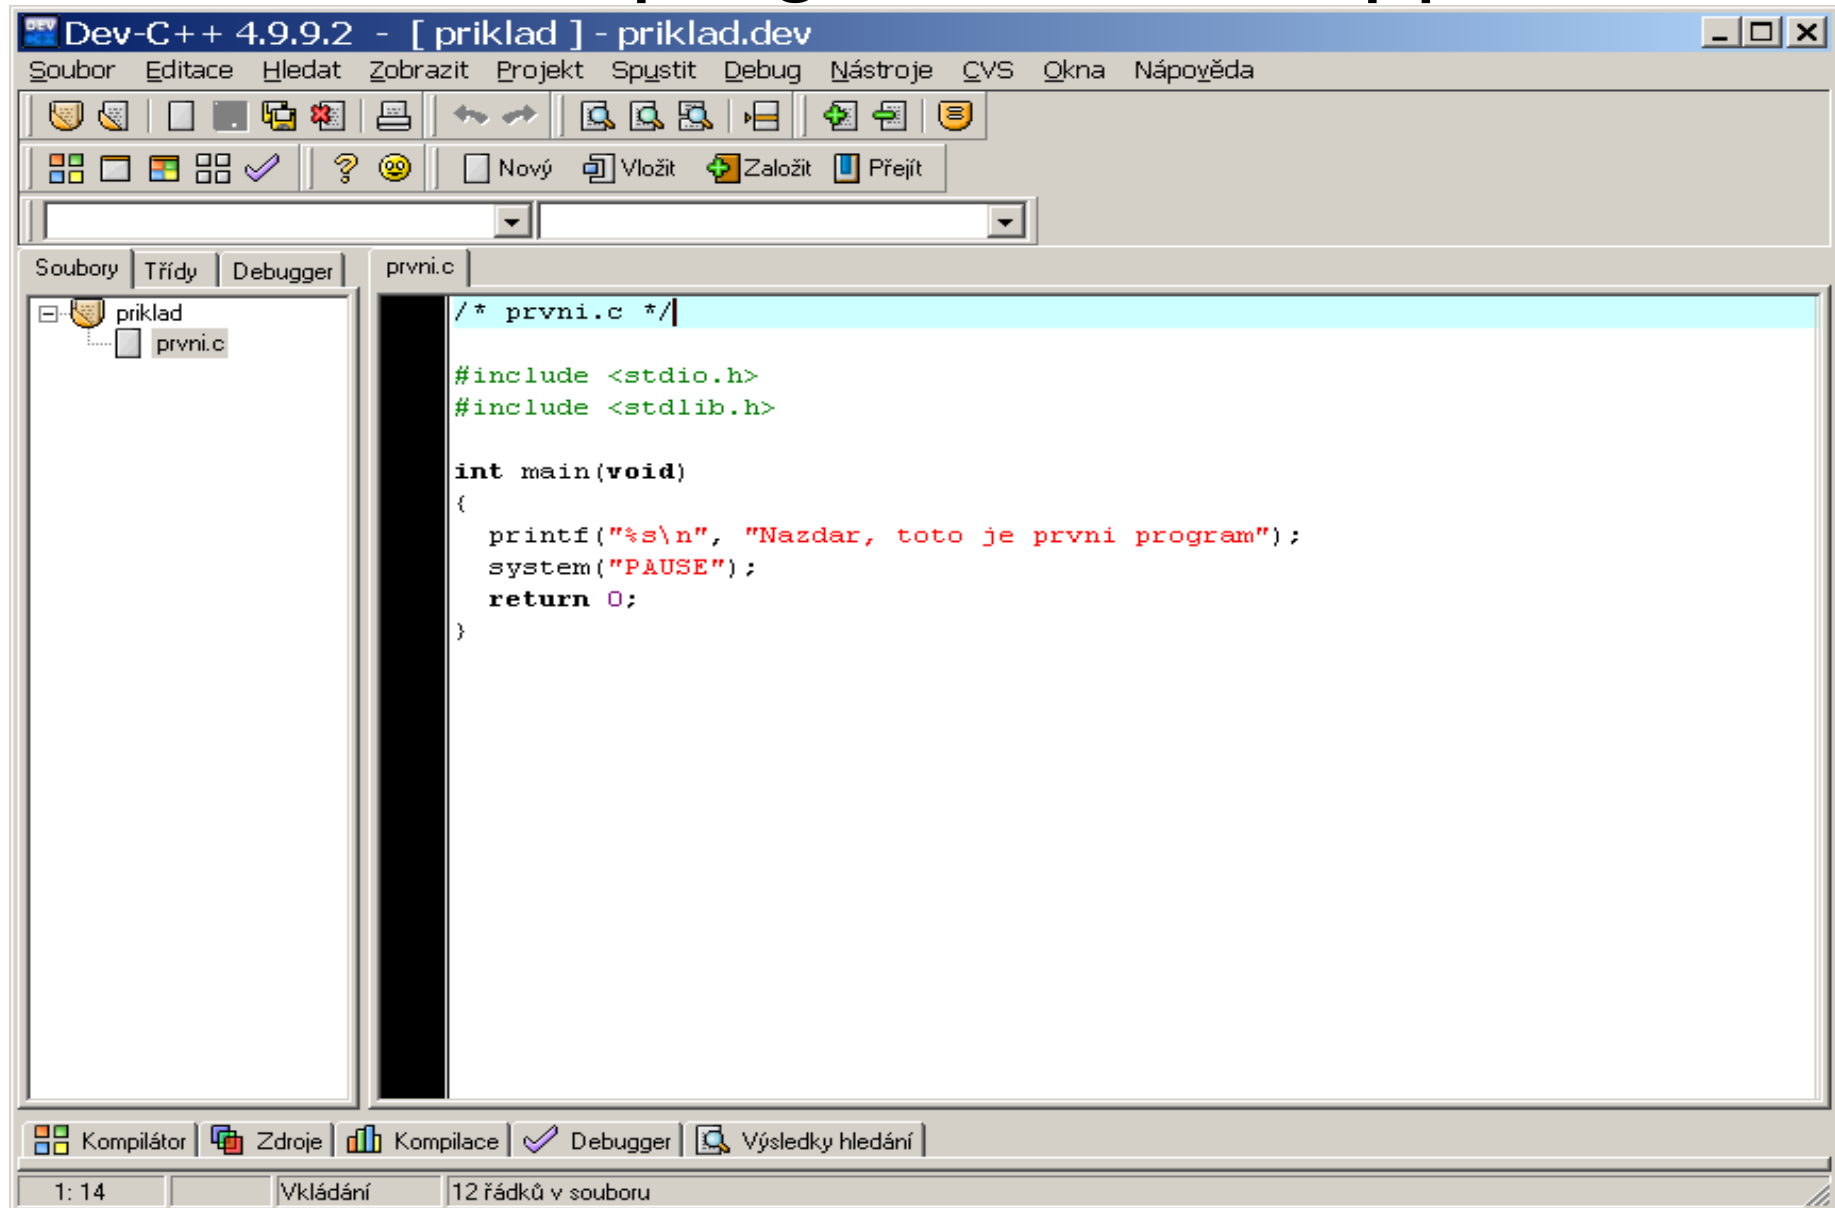 Dev-C++ 4.9.9.2 - [ priklad ] - priklad.dev
Soubor Editace Hledat Zobrazit Projekt Spustit Debug Nástroje CVS Okna Nápověda
Nový Vložit Založit Přejít
Soubory Třídy Debugger prvni.c
priklad
prvni.c
/* prvni.c */
#include <stdio.h>
#include <stdlib.h>
int main(void)
{
printf("%s\n", "Nazdar, toto je prvni program");
system("PAUSE");
return 0;
}
Kompilátor Zdroje Kompilace Debugger Výsledky hledání
1: 14 Vkládání 12 řádků v souboru